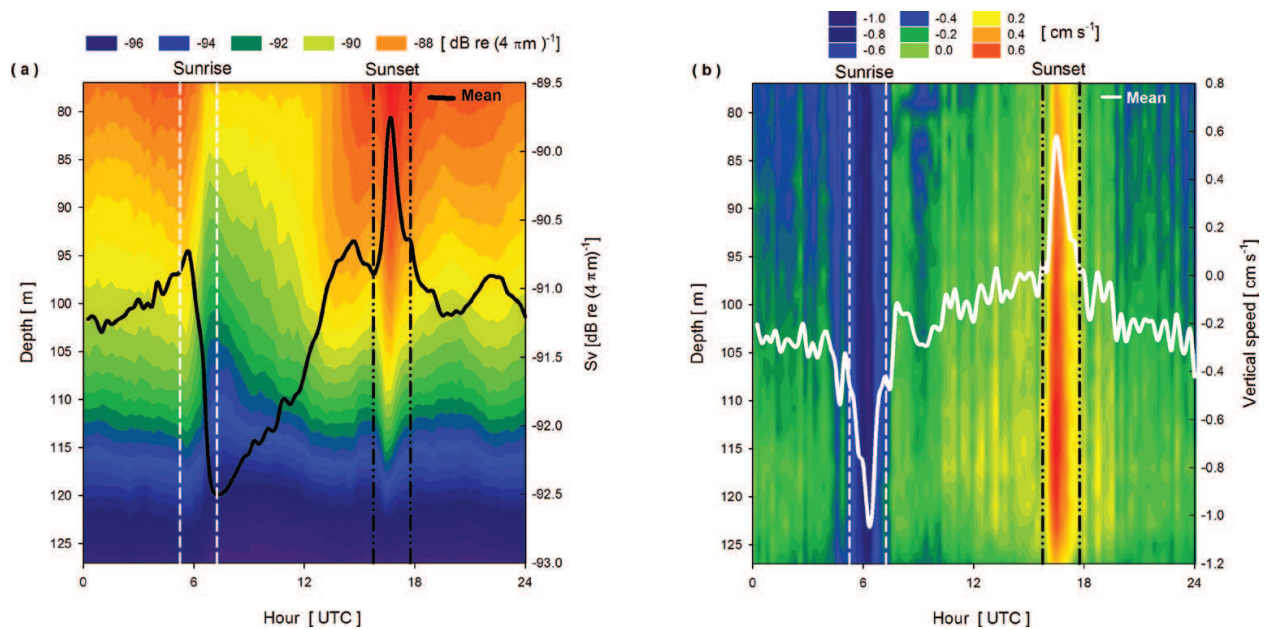 -96 -94 -92 -90 -88 [ dB re (4 πm )⁻¹
( a )
Sunrise
Sunset
Mean
80
85
90
95
100
105
110
115
120
125
Depth [ m ]
-89.5
-90.0
-90.5
-91.0
-91.5
-92.0
-92.5
-93.0
Sv [dB re (4 πm)⁻¹]
0 6 12 18 24
Hour [ UTC ]
-1.0 -0.4 0.2
-0.8 -0.2 0.4 [ cm s⁻¹]
-0.6 0.0 0.6
( b )
Sunrise
Sunset
Mean
80
85
90
95
100
105
110
115
120
125
Depth [ m ]
0.8
0.6
0.4
0.2
0.0
-0.2
-0.4
-0.6
-0.8
-1.0
-1.2
Vertical speed [ cm s⁻¹]
0 6 12 18 24
Hour [ UTC ]